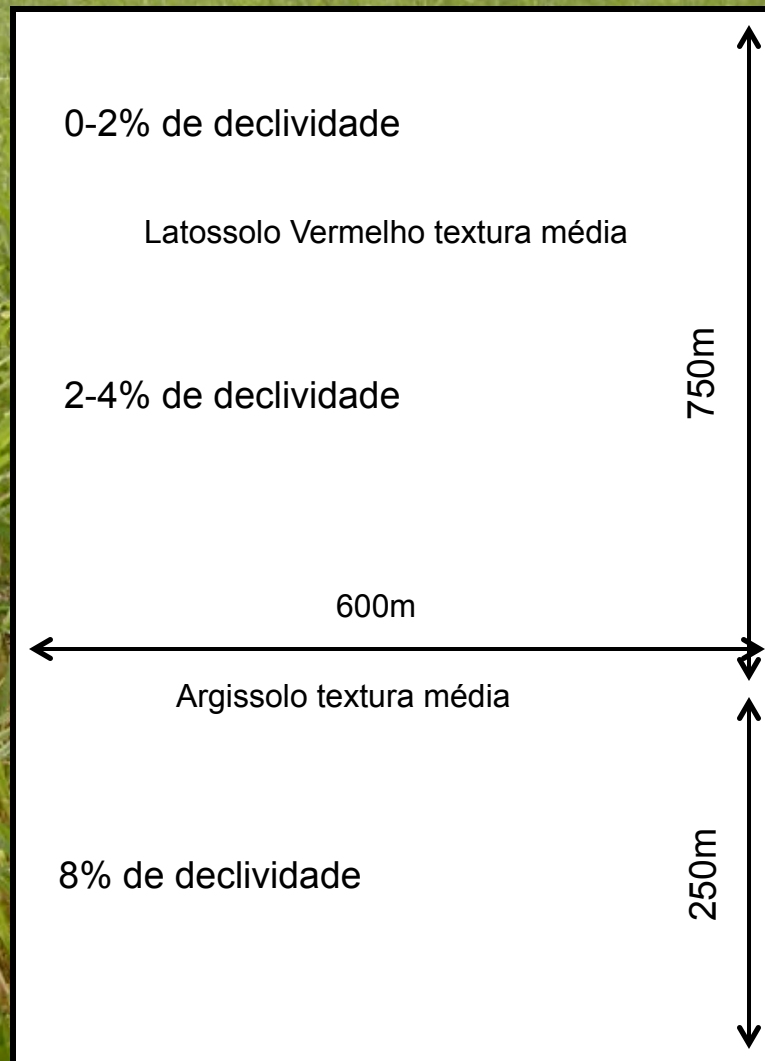 0-2% de declividade
Latossolo Vermelho textura média
750m
2-4% de declividade
600m
Argissolo textura média
250m
8% de declividade